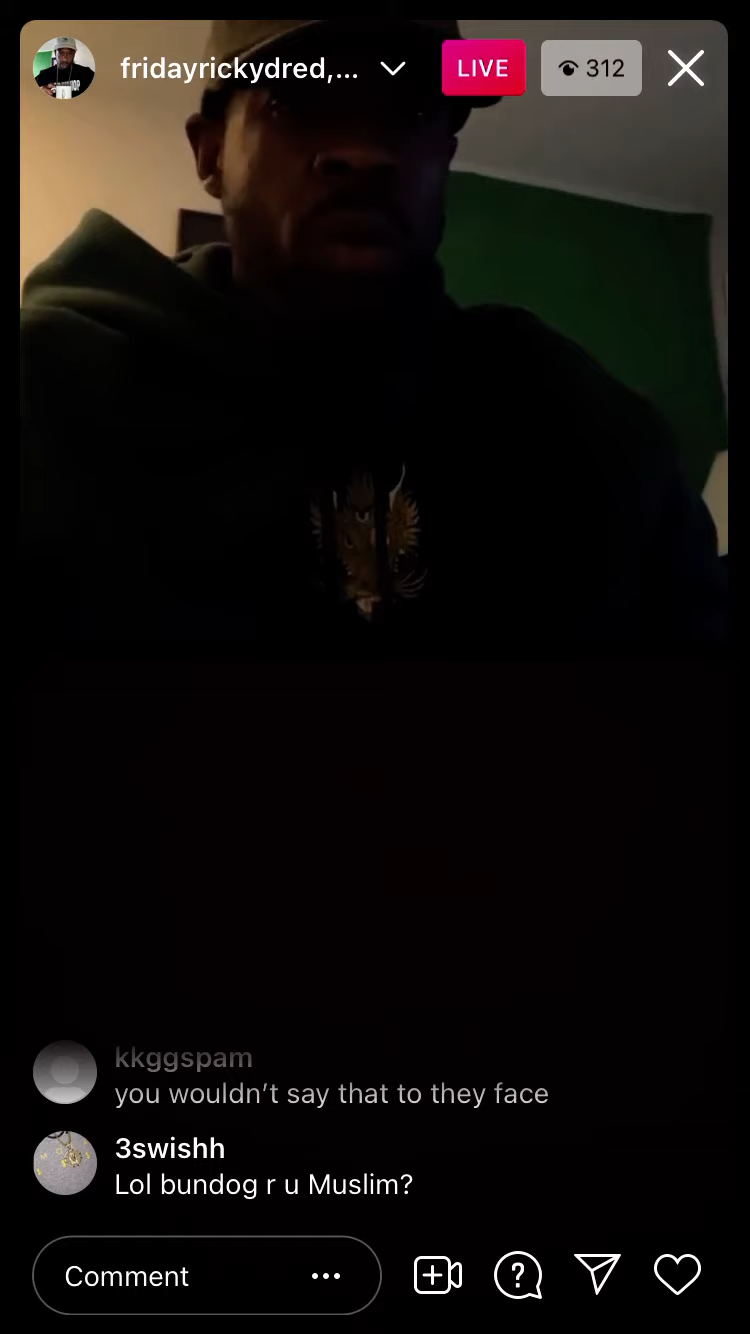 fridayrickydred,... LIVE 312
kkggspam
you wouldn't say that to they face
3swishh
Lol bundog r u Muslim?
Comment